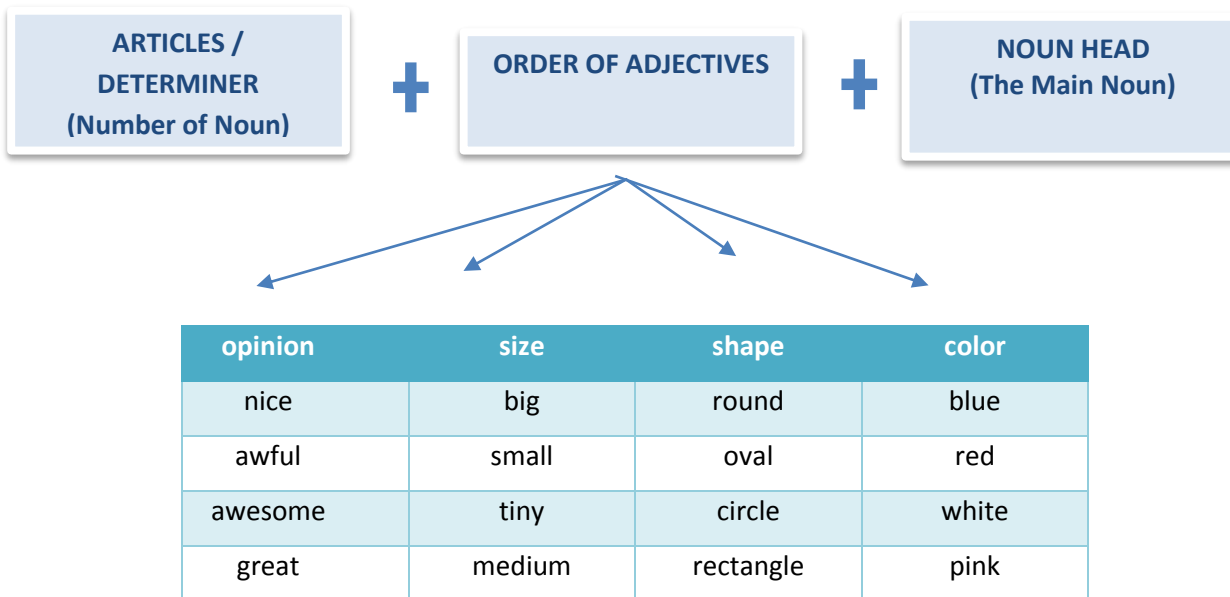 ARTICLES /
DETERMINER
(Number of Noun)
ORDER OF ADJECTIVES
NOUN HEAD
(The Main Noun)
opinion size shape color
nice big round blue
awful small oval red
awesome tiny circle white
great medium rectangle pink